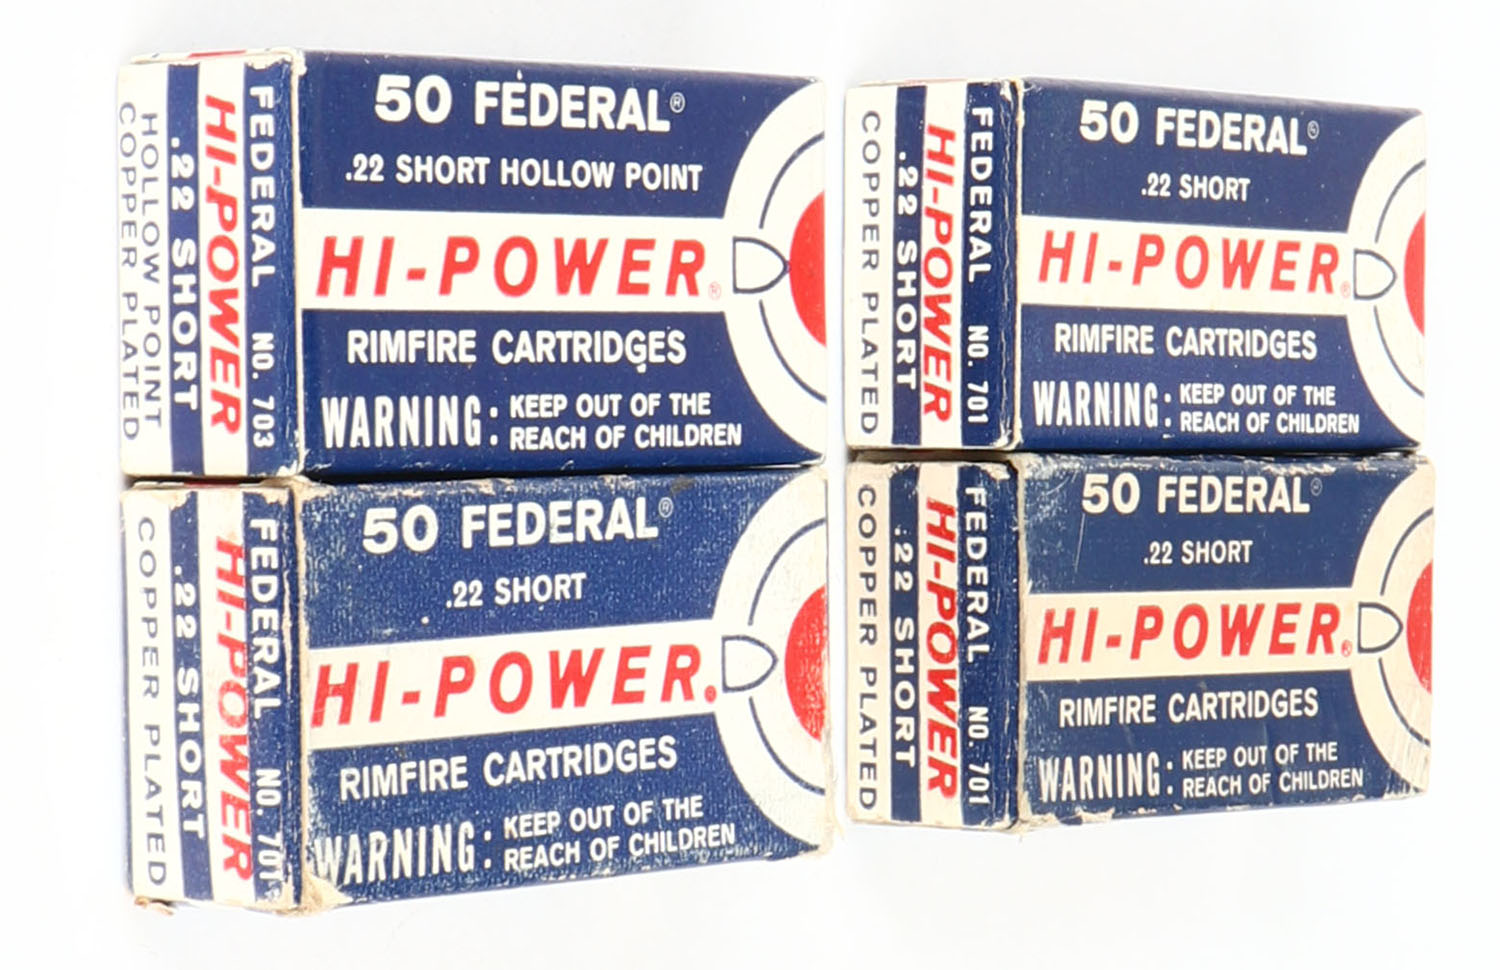 FEDERAL NO. 703
HI-POWER
.22 SHORT
HOLLOW POINT
COPPER PLATED
50 FEDERAL®
.22 SHORT HOLLOW POINT
HI-POWER®
RIMFIRE CARTRIDGES
WARNING: KEEP OUT OF THE
REACH OF CHILDREN
FEDERAL NO. 701
HI-POWER
.22 SHORT
COPPER PLATED
50 FEDERAL®
.22 SHORT
HI-POWER®
RIMFIRE CARTRIDGES
WARNING: KEEP OUT OF THE
REACH OF CHILDREN
FEDERAL NO. 701
HI-POWER
.22 SHORT
COPPER PLATED
50 FEDERAL®
.22 SHORT
HI-POWER®
RIMFIRE CARTRIDGES
WARNING: KEEP OUT OF THE
REACH OF CHILDREN
FEDERAL NO. 701
HI-POWER
.22 SHORT
COPPER PLATED
50 FEDERAL®
.22 SHORT
HI-POWER®
RIMFIRE CARTRIDGES
WARNING: KEEP OUT OF THE
REACH OF CHILDREN